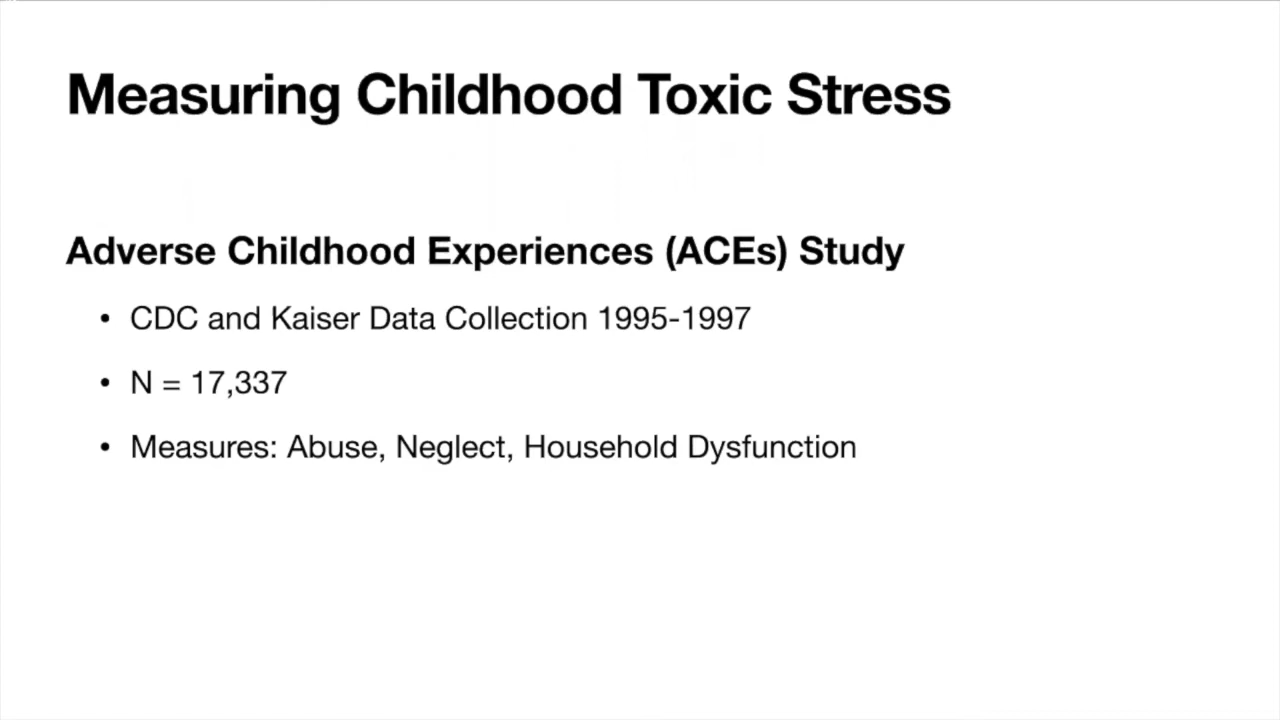 Measuring Childhood Toxic Stress
Adverse Childhood Experiences (ACEs) Study
• CDC and Kaiser Data Collection 1995-1997
• N = 17,337
• Measures: Abuse, Neglect, Household Dysfunction